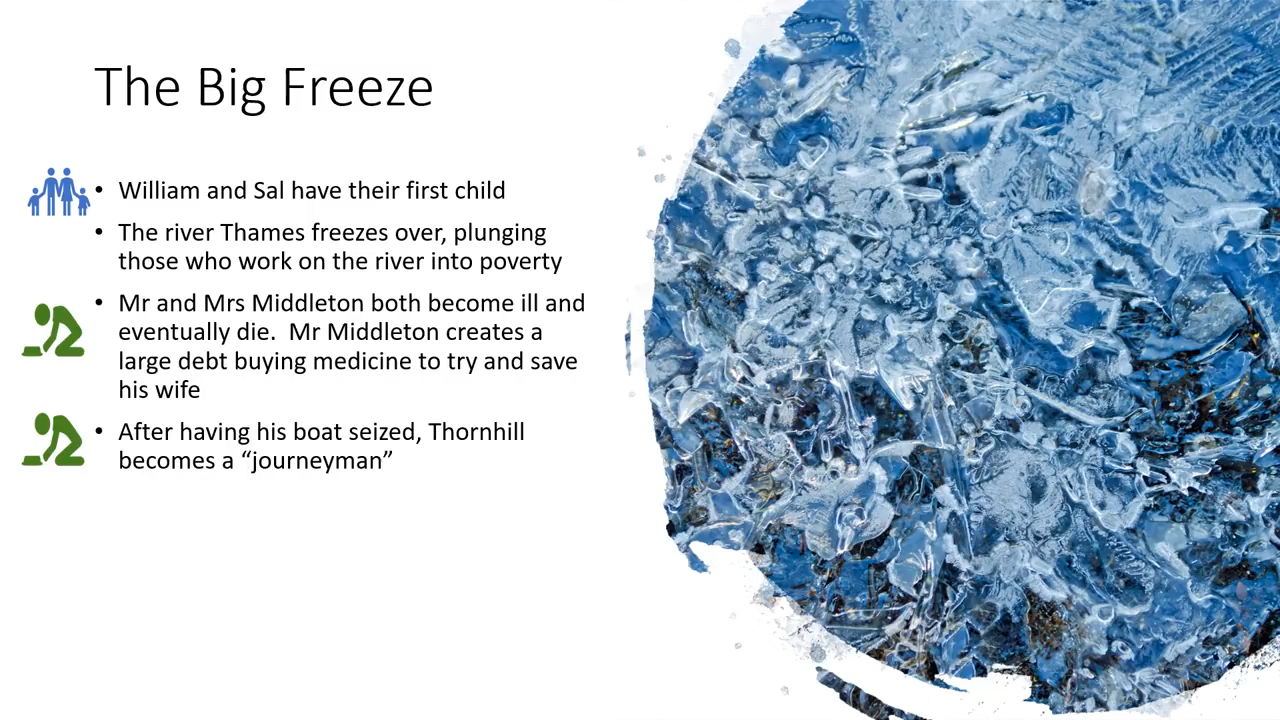 The Big Freeze
• William and Sal have their first child
• The river Thames freezes over, plunging
those who work on the river into poverty
• Mr and Mrs Middleton both become ill and
eventually die.  Mr Middleton creates a
large debt buying medicine to try and save
his wife
• After having his boat seized, Thornhill
becomes a “journeyman”